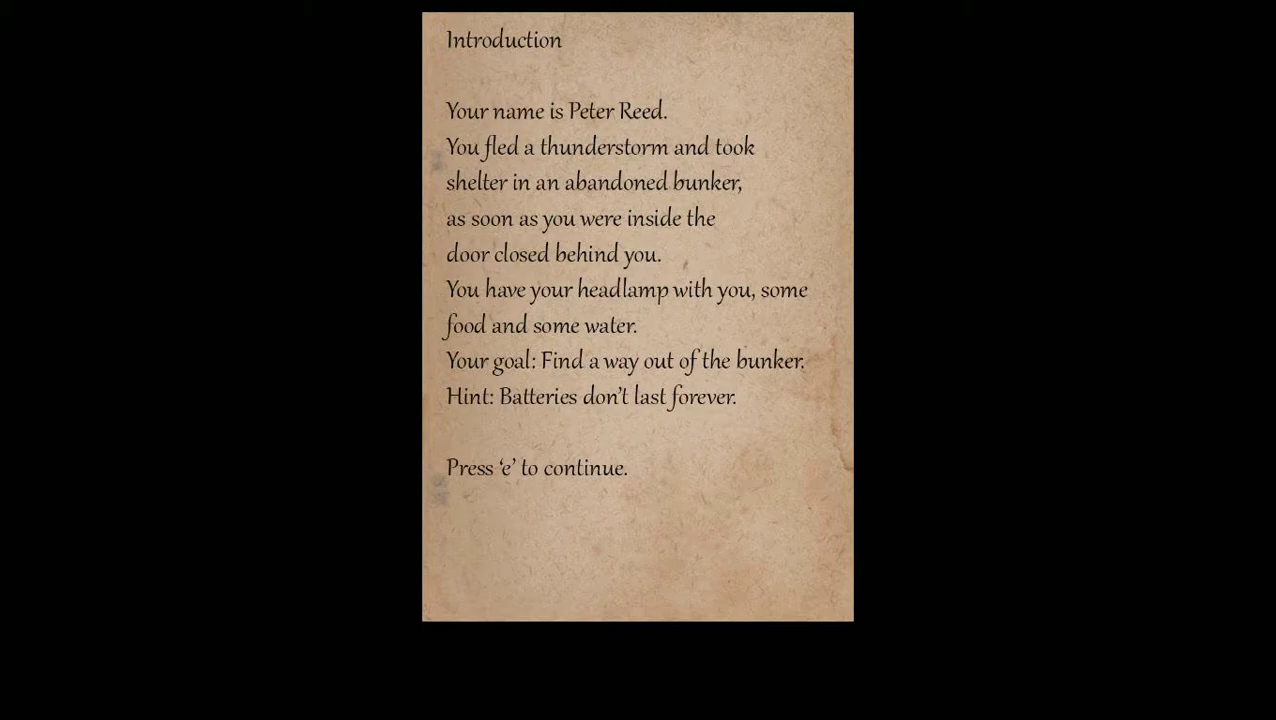 Introduction
Your name is Peter Reed.
You fled a thunderstorm and took
shelter in an abandoned bunker,
as soon as you were inside the
door closed behind you.
You have your headlamp with you, some
food and some water.
Your goal: Find a way out of the bunker.
Hint: Batteries don't last forever.
Press ‘e’ to continue.